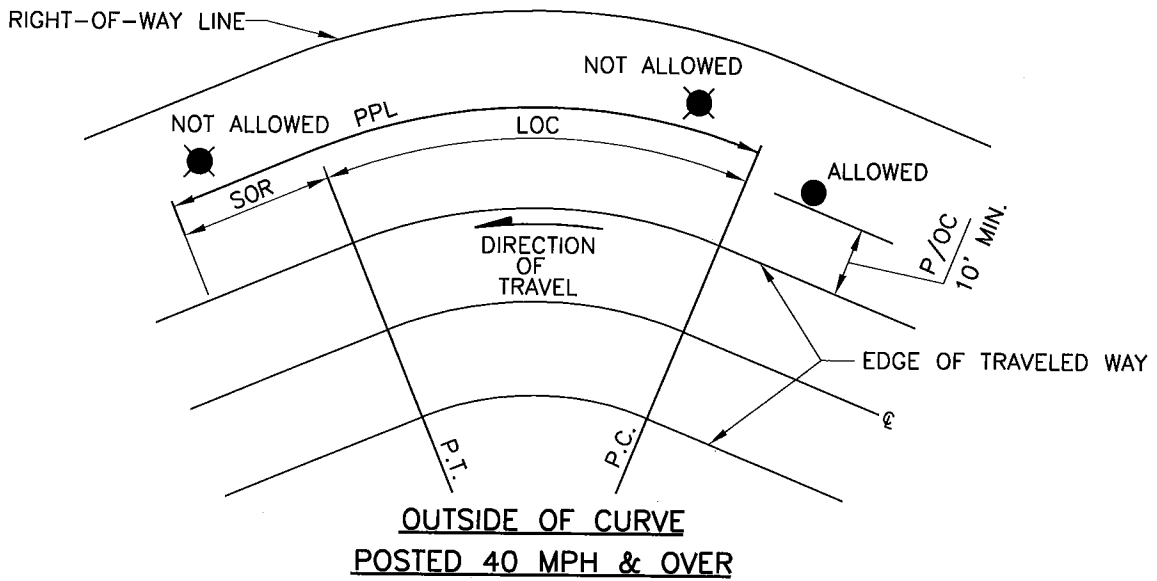 RIGHT-OF-WAY LINE
NOT ALLOWED
NOT ALLOWED
PPL
LOC
SOR
ALLOWED
P/OC
10' MIN.
DIRECTION
OF
TRAVEL
EDGE OF TRAVELED WAY
℄
P.T.
P.C.
OUTSIDE OF CURVE
POSTED 40 MPH & OVER